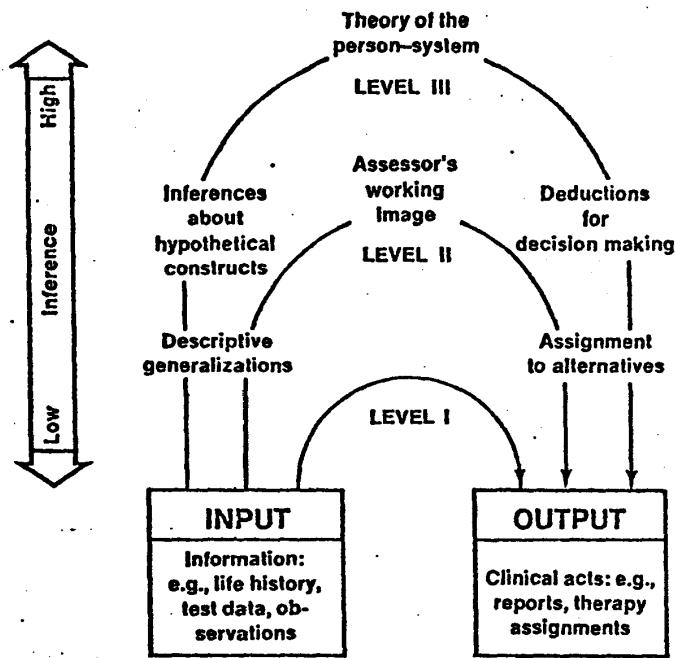 Theory of the
person–system
LEVEL III
High
Inference
Low
Assessor's
working
Image
LEVEL II
Inferences
about
hypothetical
constructs
Deductions
for
decision making
Descriptive
generalizations
Assignment
to alternatives
LEVEL I
INPUT
Information:
e.g., life history,
test data, ob-
servations
OUTPUT
Clinical acts: e.g.,
reports, therapy
assignments